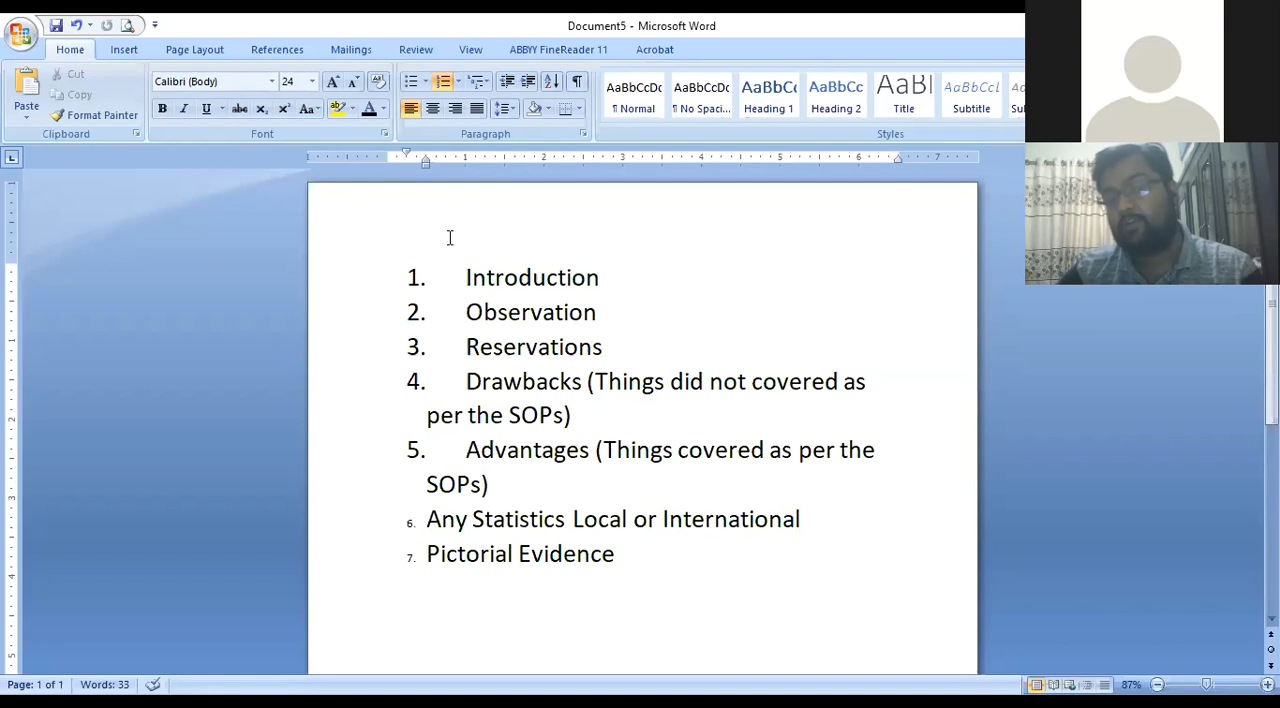 Document5 - Microsoft Word
Home Insert Page Layout References Mailings Review View ABBYY FineReader 11 Acrobat
Cut
Copy
Paste
Format Painter
Calibri (Body) 24
AaBbCcDc AaBbCcDc AaBbCc AaBbCc AaBl AaBbCcL
¶ Normal ¶ No Spaci... Heading 1 Heading 2 Title Subtitle
Clipboard Font Paragraph Styles
1. Introduction
2. Observation
3. Reservations
4. Drawbacks (Things did not covered as
per the SOPs)
5. Advantages (Things covered as per the
SOPs)
6. Any Statistics Local or International
7. Pictorial Evidence
Page: 1 of 1 Words: 33 87%